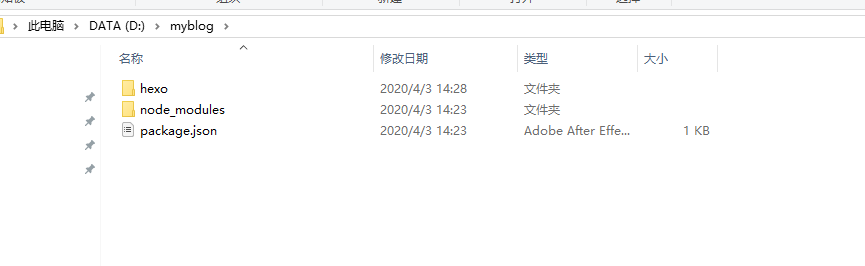 此电脑 DATA (D:) myblog
名称 修改日期 类型 大小
hexo 2020/4/3 14:28 文件夹
node_modules 2020/4/3 14:23 文件夹
package.json 2020/4/3 14:23 Adobe After Effe... 1 KB